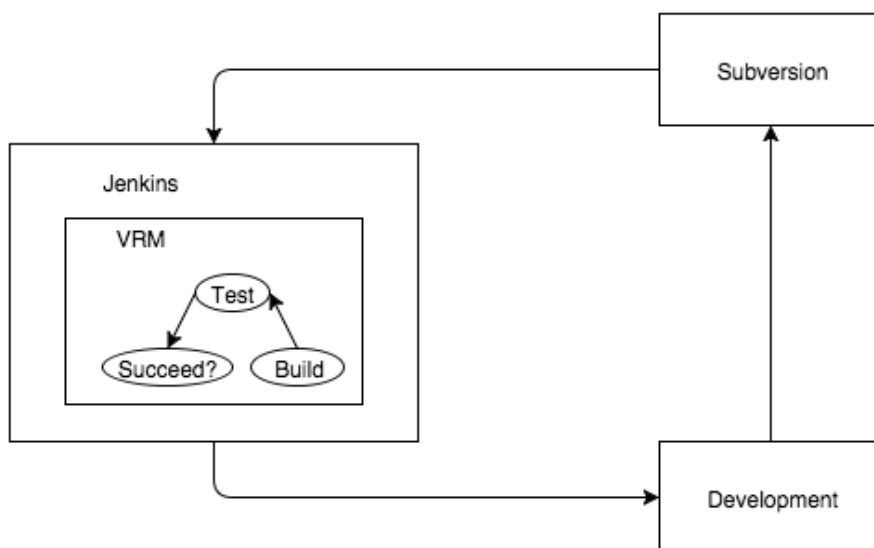 Subversion
Jenkins
VRM
Test
Succeed?
Build
Development